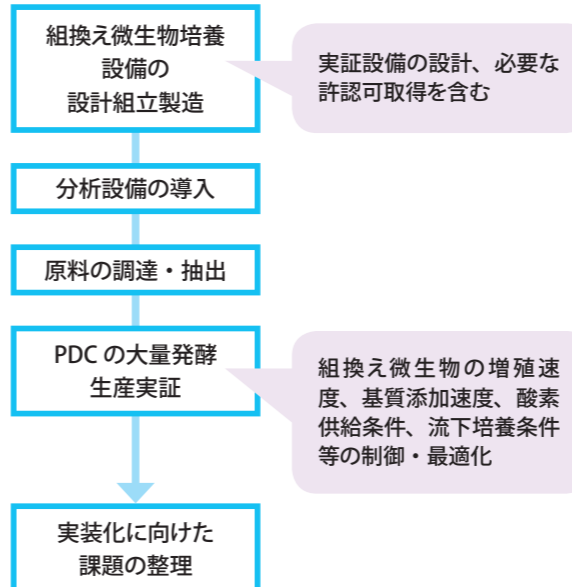 組換え微生物培養
設備の
設計組立製造
実証設備の設計、必要な
許認可取得を含む
分析設備の導入
原料の調達・抽出
PDC の大量発酵
生産実証
組換え微生物の増殖速
度、基質添加速度、酸素
供給条件、流下培養条件
等の制御・最適化
実装化に向けた
課題の整理